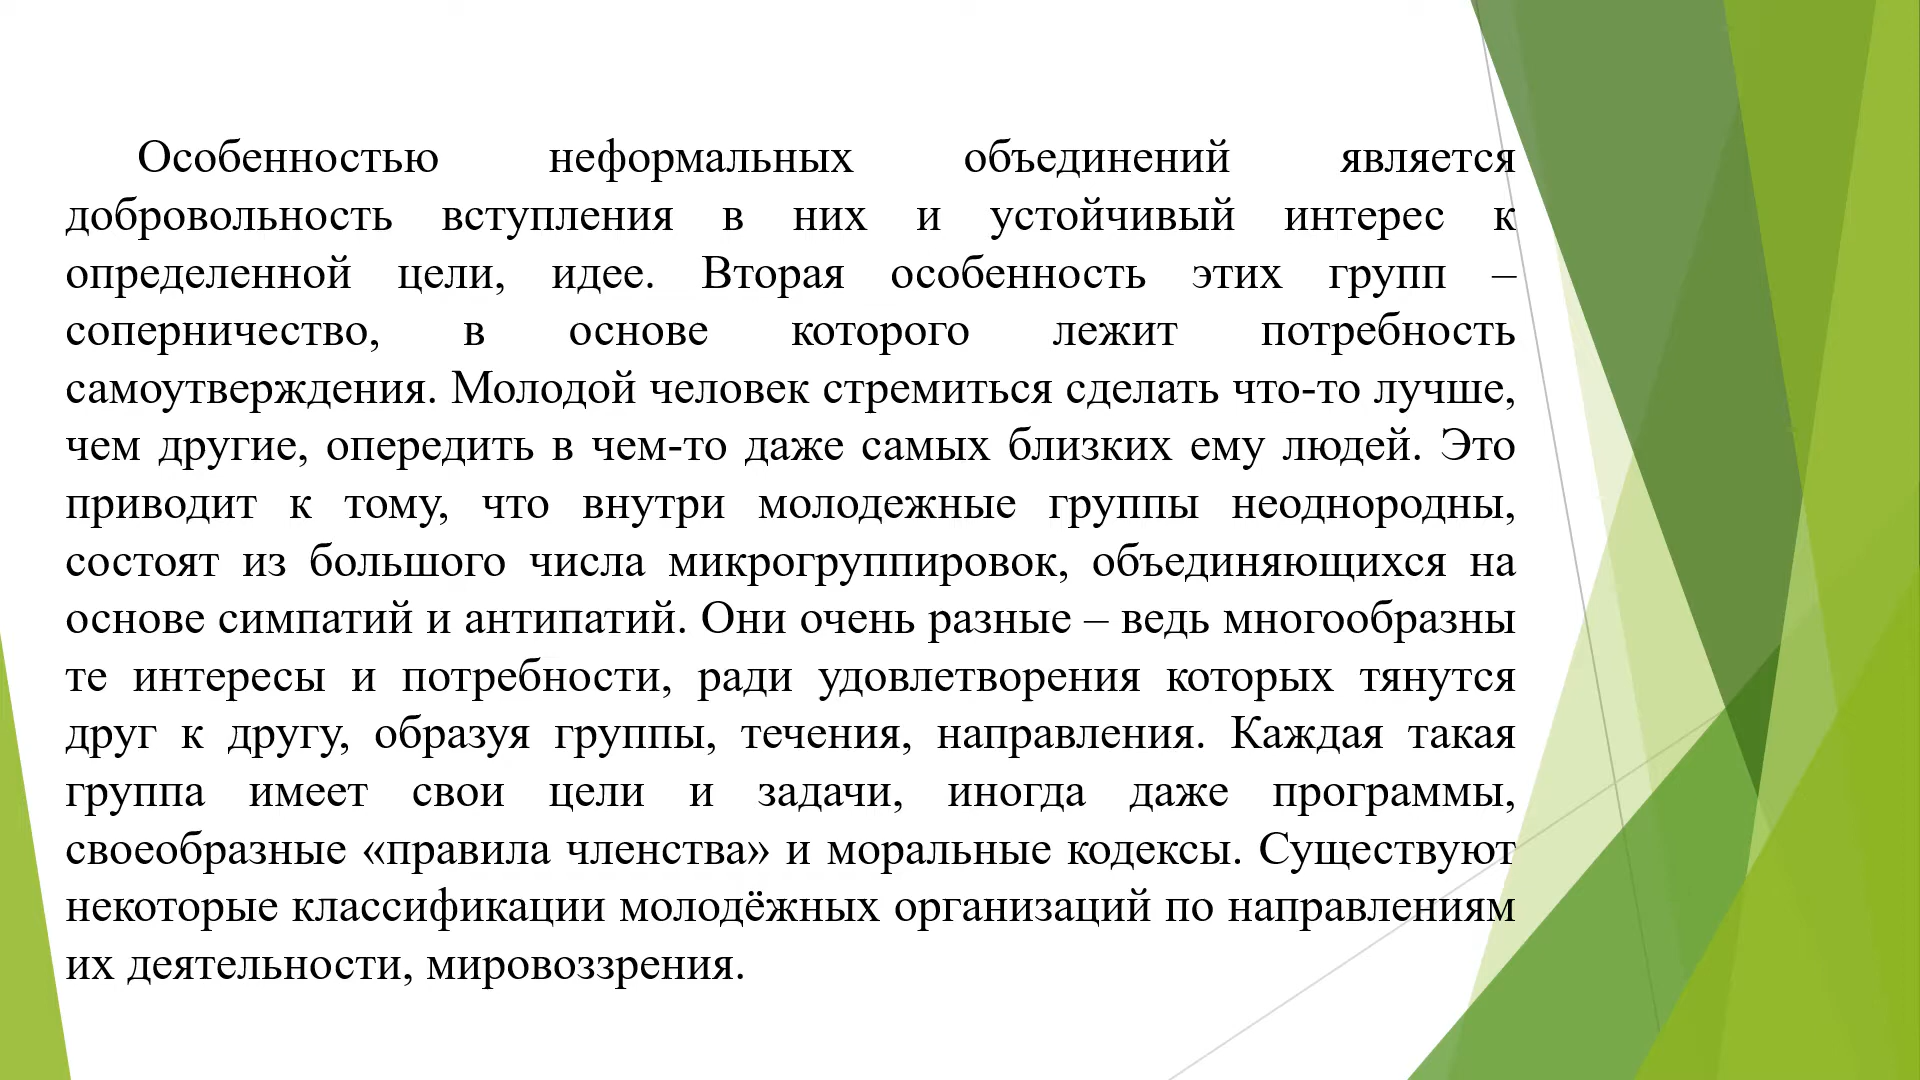 Особенностью неформальных объединений является
добровольность вступления в них и устойчивый интерес к
определенной цели, идее. Вторая особенность этих групп –
соперничество, в основе которого лежит потребность
самоутверждения. Молодой человек стремиться сделать что-то лучше,
чем другие, опередить в чем-то даже самых близких ему людей. Это
приводит к тому, что внутри молодежные группы неоднородны,
состоят из большого числа микрогруппировок, объединяющихся на
основе симпатий и антипатий. Они очень разные – ведь многообразны
те интересы и потребности, ради удовлетворения которых тянутся
друг к другу, образуя группы, течения, направления. Каждая такая
группа имеет свои цели и задачи, иногда даже программы,
своеобразные «правила членства» и моральные кодексы. Существуют
некоторые классификации молодёжных организаций по направлениям
их деятельности, мировоззрения.